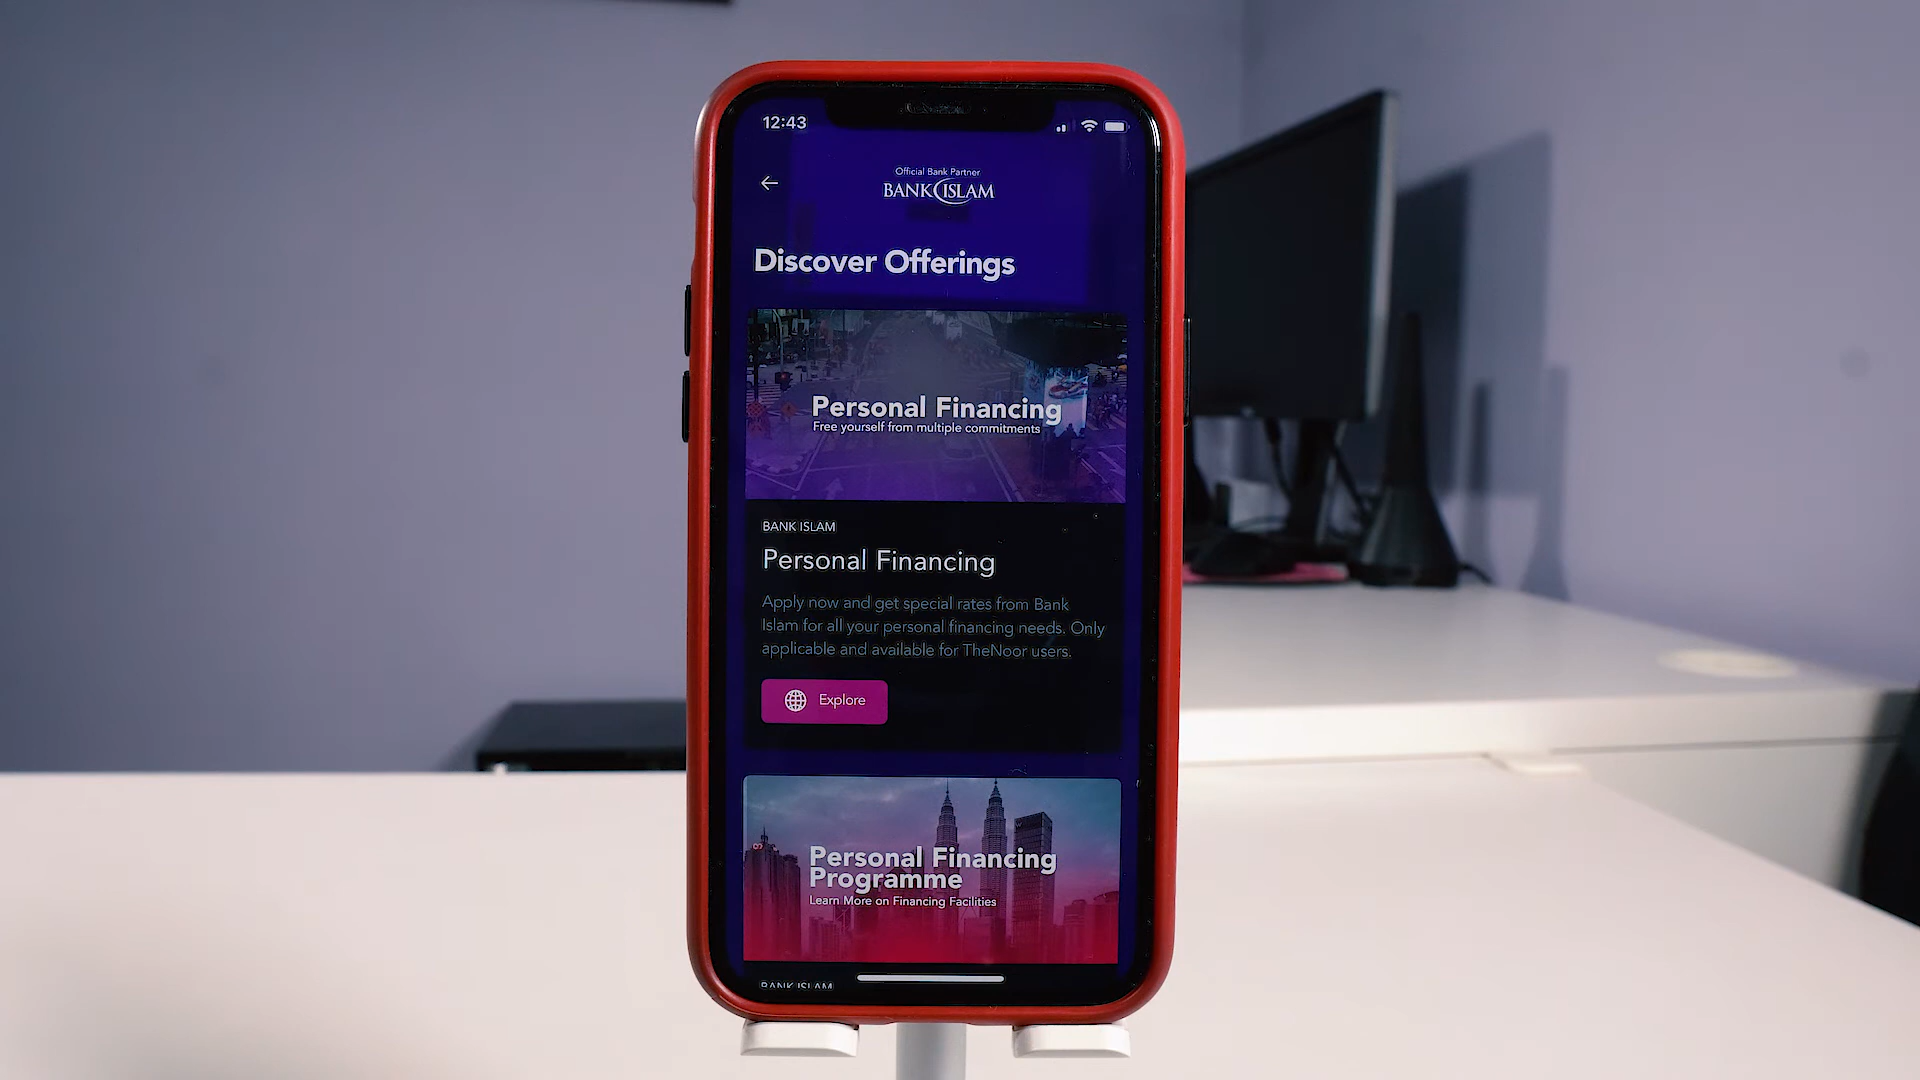 12:43
Official Bank Partner
BANK ISLAM
Discover Offerings
Personal Financing
Free yourself from multiple commitments
BANK ISLAM
Personal Financing
Apply now and get special rates from Bank
Islam for all your personal financing needs. Only
applicable and available for TheNoor users.
Explore
Personal Financing
Programme
Learn More on Financing Facilities
BANK ISLAM